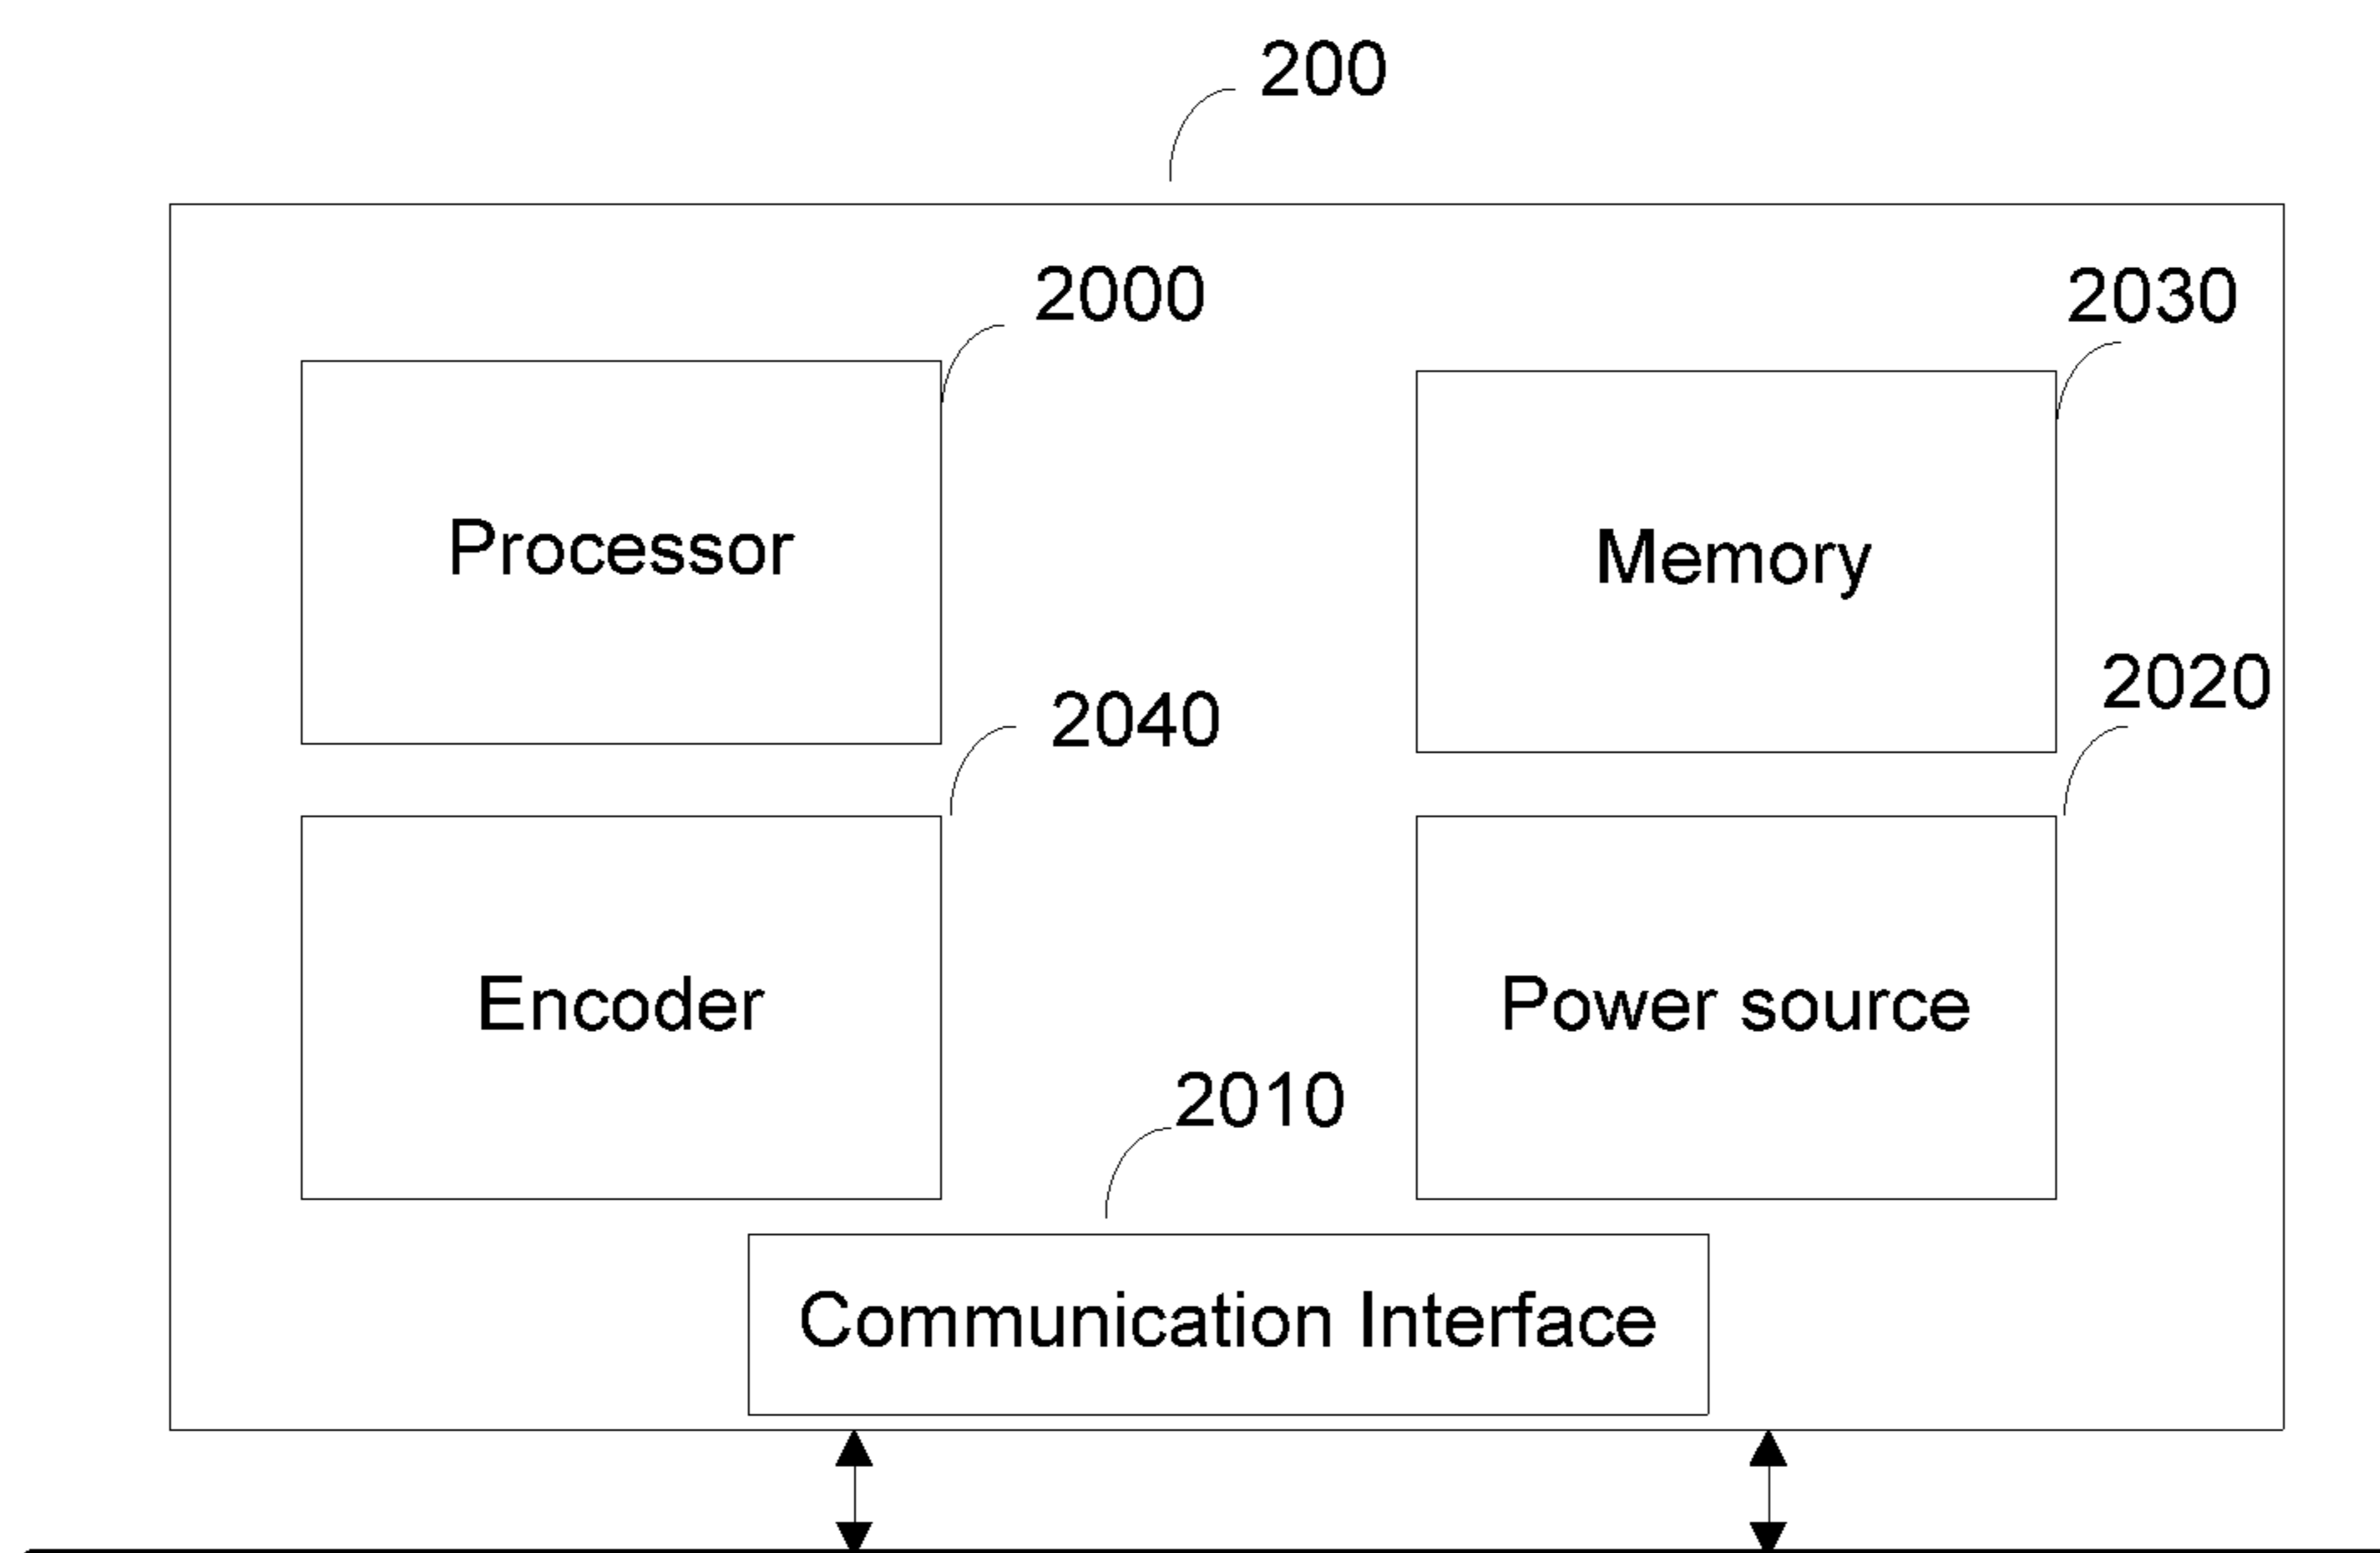 200
2000
2030
Processor
Memory
2040
2020
Encoder
Power source
2010
Communication Interface